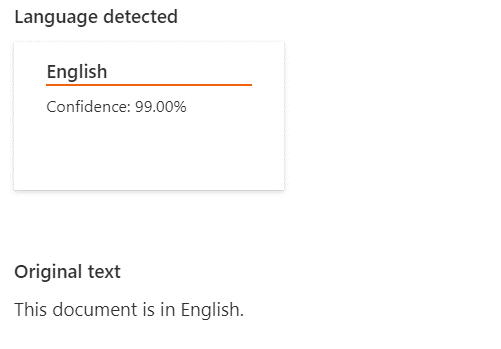 Language detected
English
Confidence: 99.00%
Original text
This document is in English.